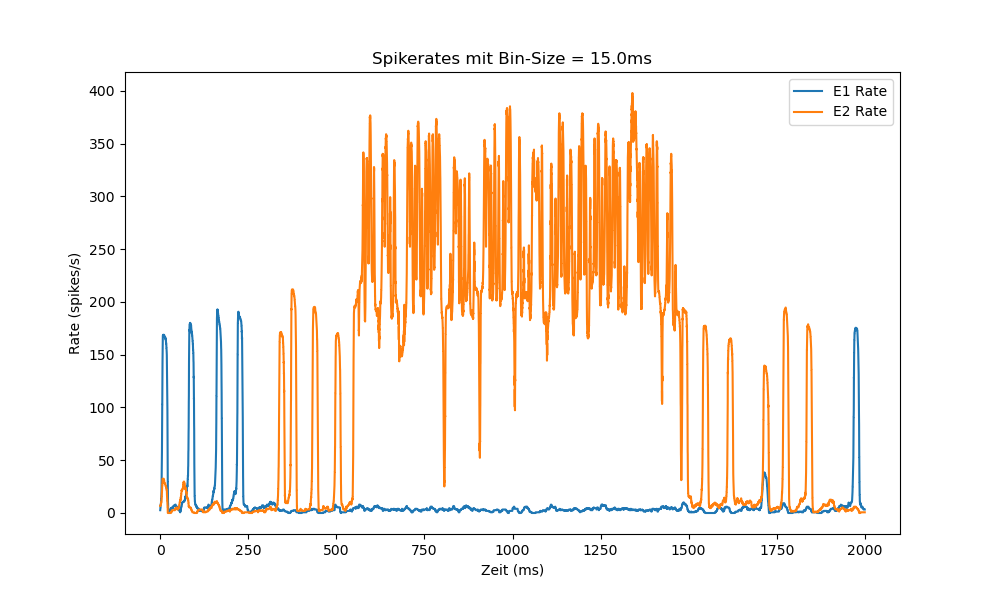 Spikerates mit Bin-Size = 15.0ms
E1 Rate
E2 Rate
400
350
300
250
200
150
100
50
0
Rate (spikes/s)
0 250 500 750 1000 1250 1500 1750 2000
Zeit (ms)